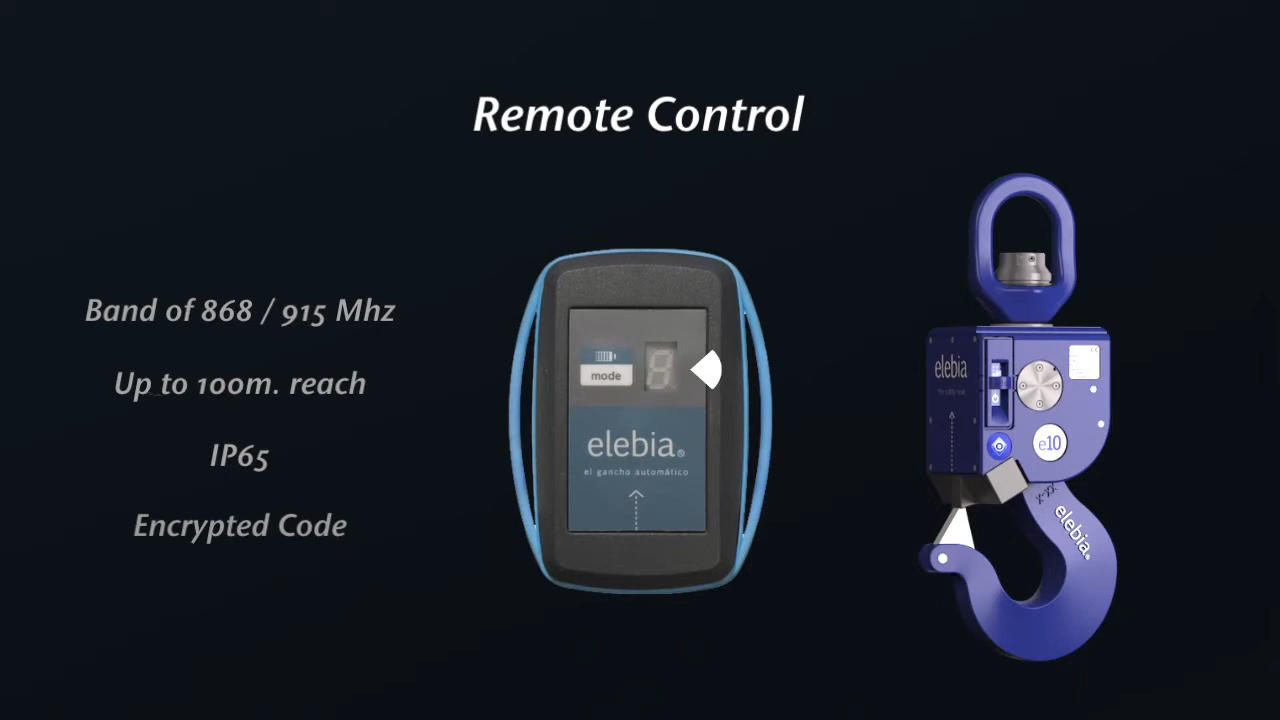 Remote Control
Band of 868 / 915 Mhz
Up to 100m. reach
IP65
Encrypted Code
mode
8
elebia®
el gancho automático
elebia
e10
elebia®